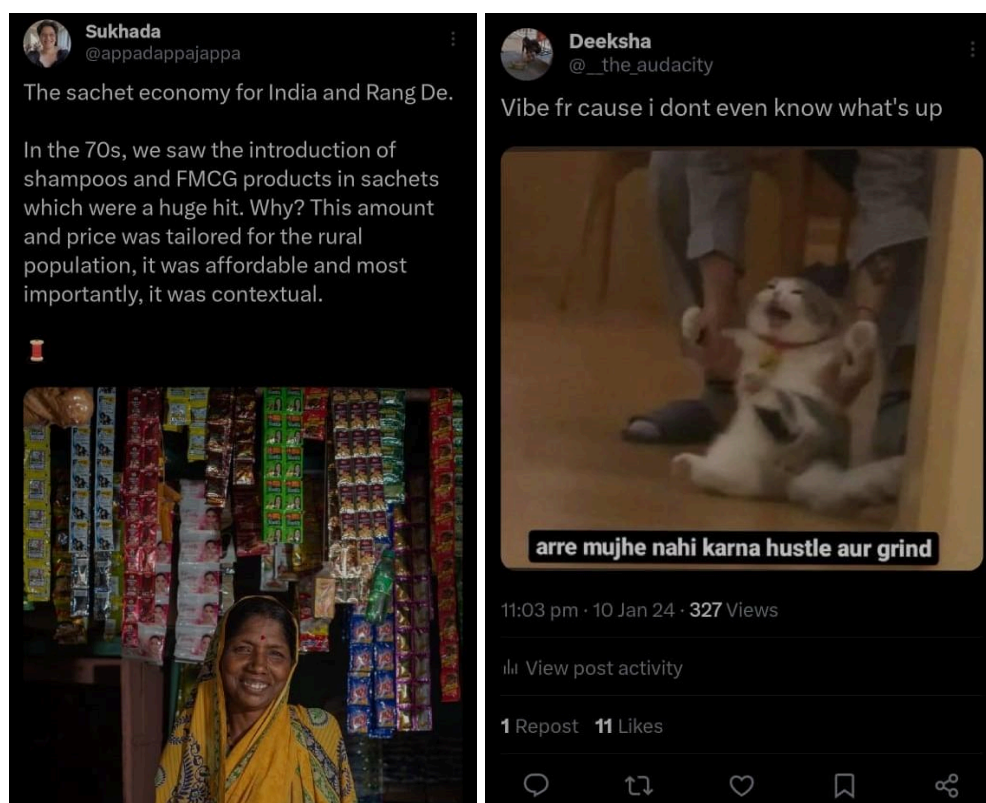 Sukhada
@appadappajappa
The sachet economy for India and Rang De.
In the 70s, we saw the introduction of
shampoos and FMCG products in sachets
which were a huge hit. Why? This amount
and price was tailored for the rural
population, it was affordable and most
importantly, it was contextual.
Deeksha
@__the_audacity
Vibe fr cause i dont even know what's up
arre mujhe nahi karna hustle aur grind
11:03 pm · 10 Jan 24 · 327 Views
View post activity
1 Repost 11 Likes